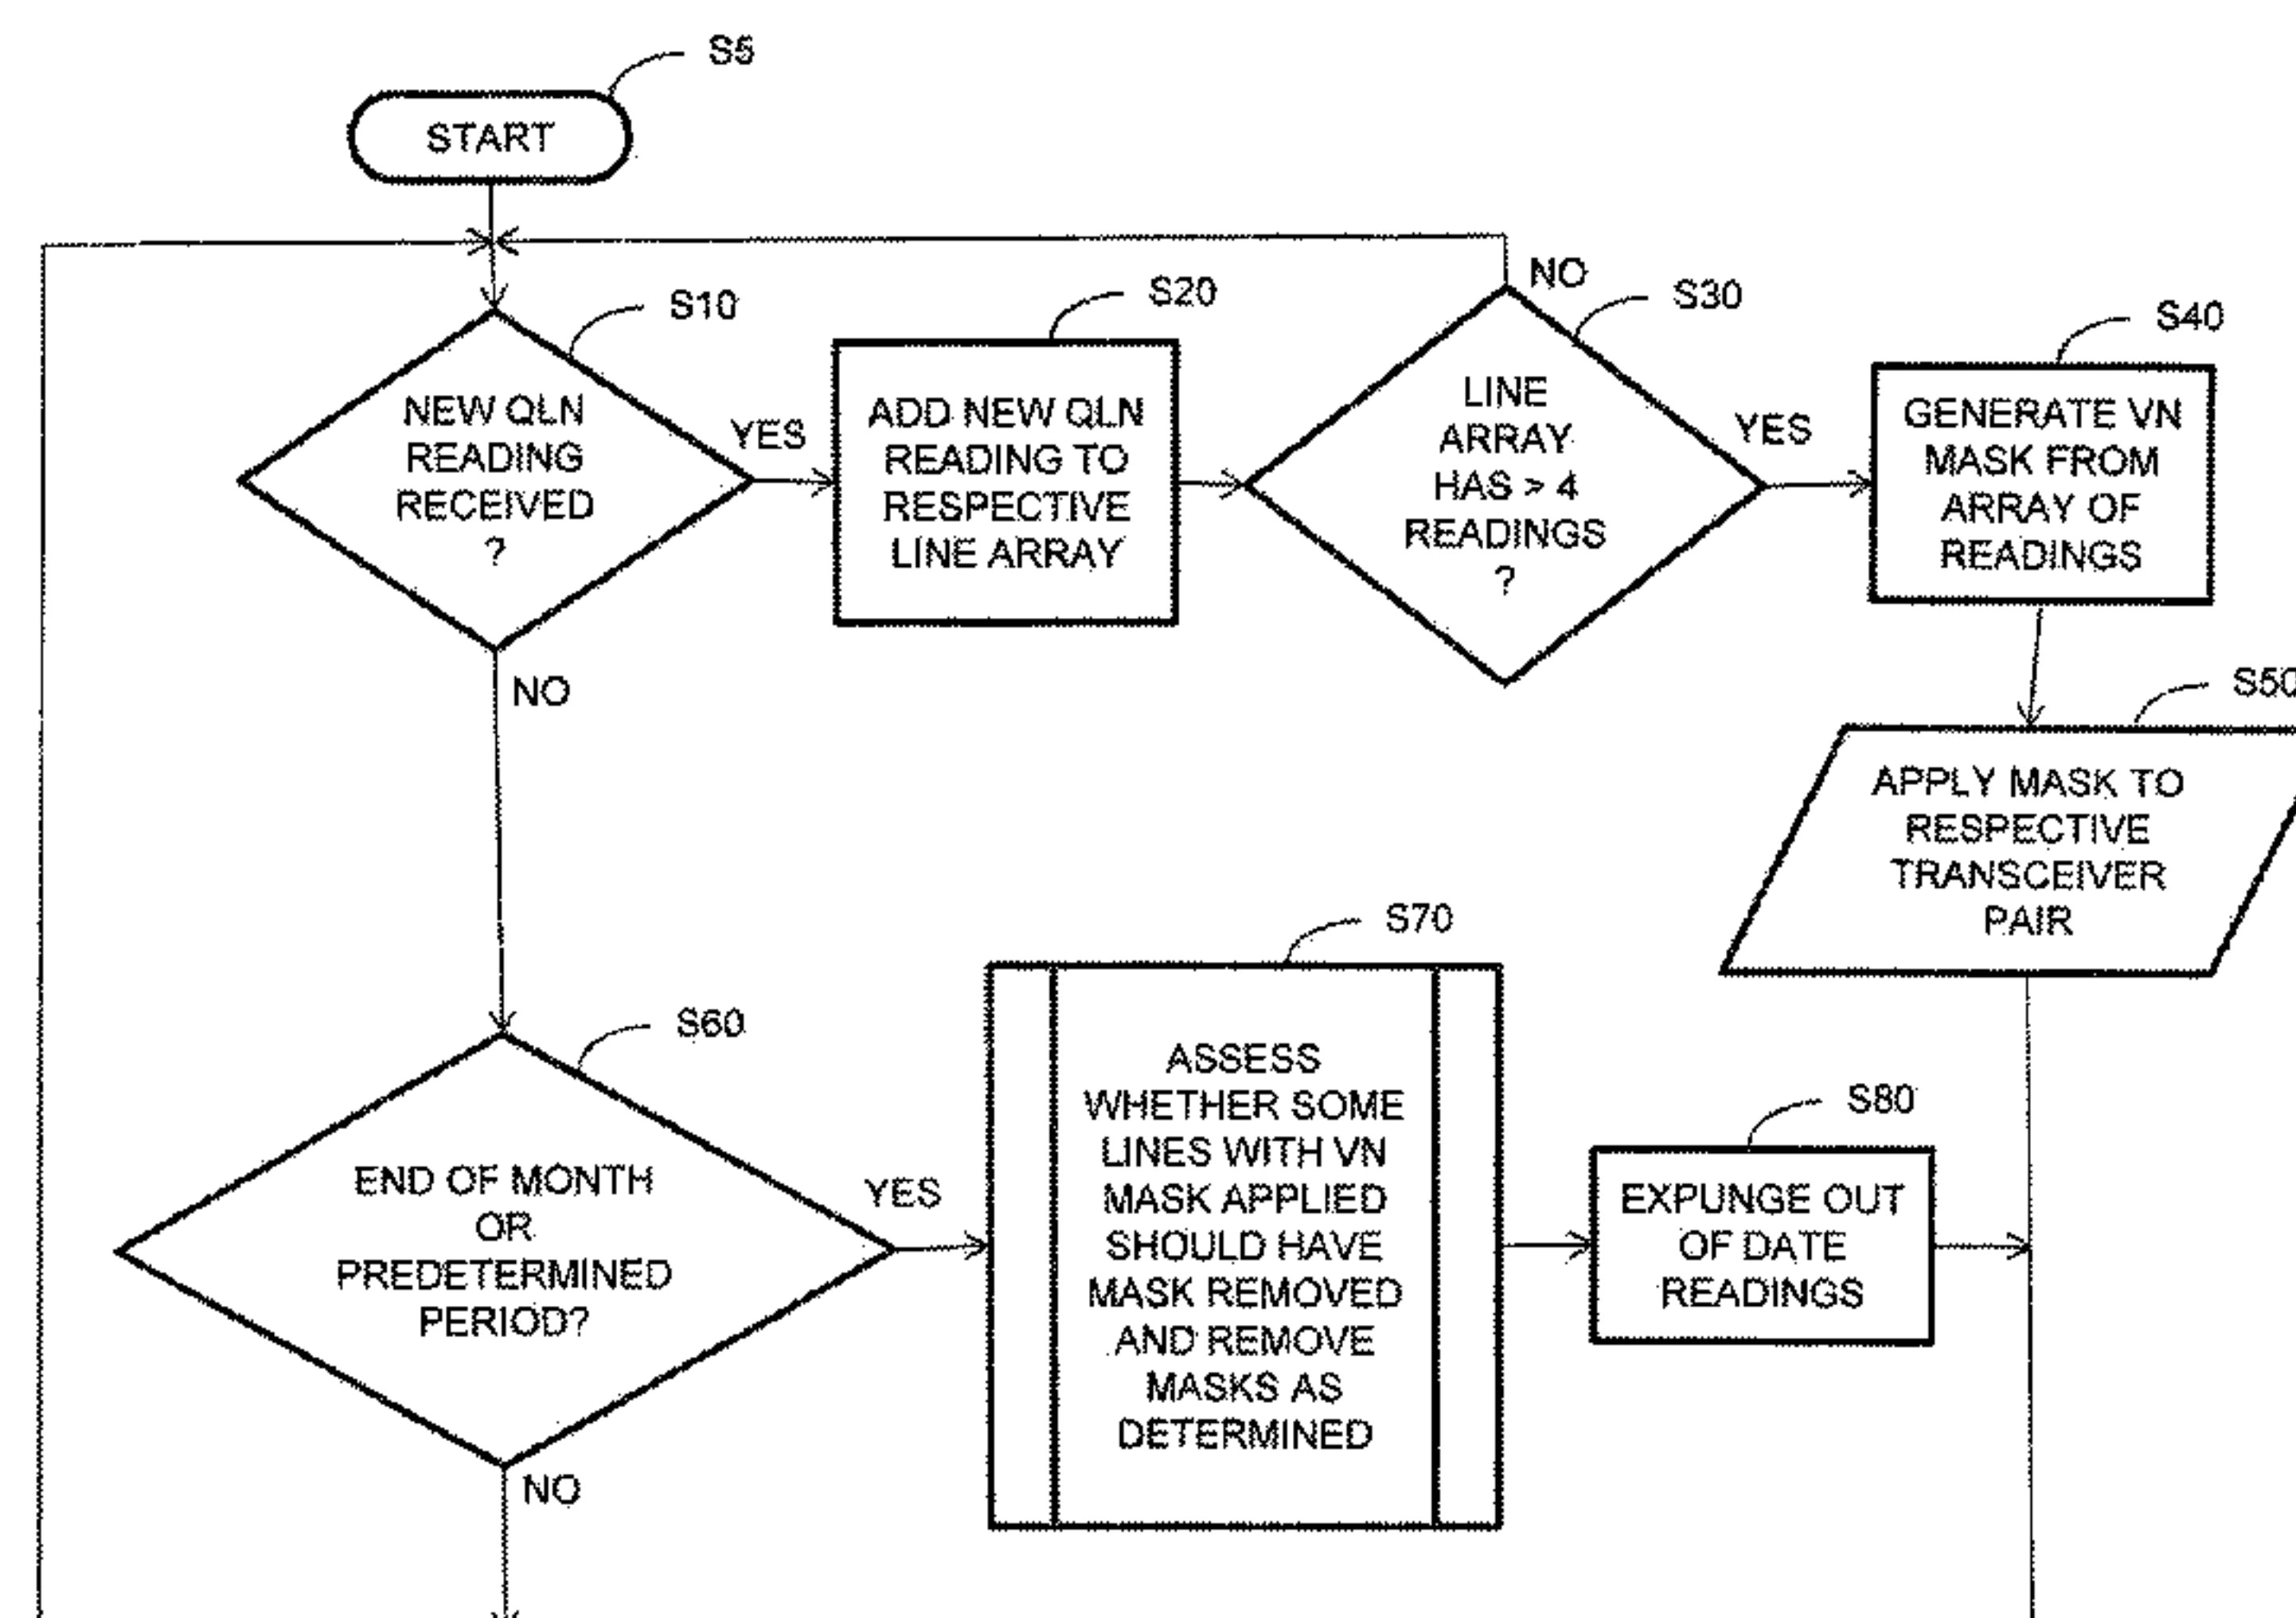 S5
START
NO
S10
S20
S30
S40
NEW QLN
READING
RECEIVED
?
YES
ADD NEW QLN
READING TO
RESPECTIVE
LINE ARRAY
LINE
ARRAY
HAS > 4
READINGS
?
YES
GENERATE VN
MASK FROM
ARRAY OF
READINGS
NO
S50
APPLY MASK TO
RESPECTIVE
TRANSCEIVER
PAIR
S60
S70
S80
END OF MONTH
OR
PREDETERMINED
PERIOD?
YES
ASSESS
WHETHER SOME
LINES WITH VN
MASK APPLIED
SHOULD HAVE
MASK REMOVED
AND REMOVE
MASKS AS
DETERMINED
EXPUNGE OUT
OF DATE
READINGS
NO